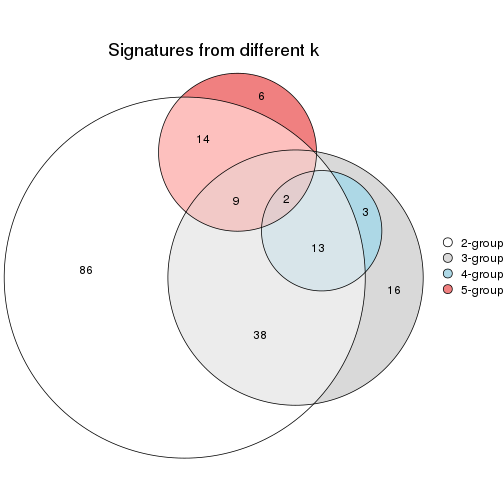 Signatures from different k
6
14
9
2
3
13
86
16
38
2-group
3-group
4-group
5-group